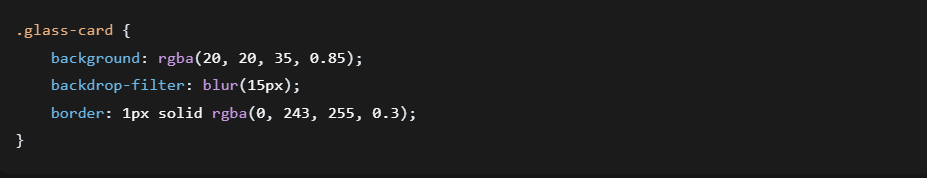 .glass-card {
    background: rgba(20, 20, 35, 0.85);
    backdrop-filter: blur(15px);
    border: 1px solid rgba(0, 243, 255, 0.3);
}